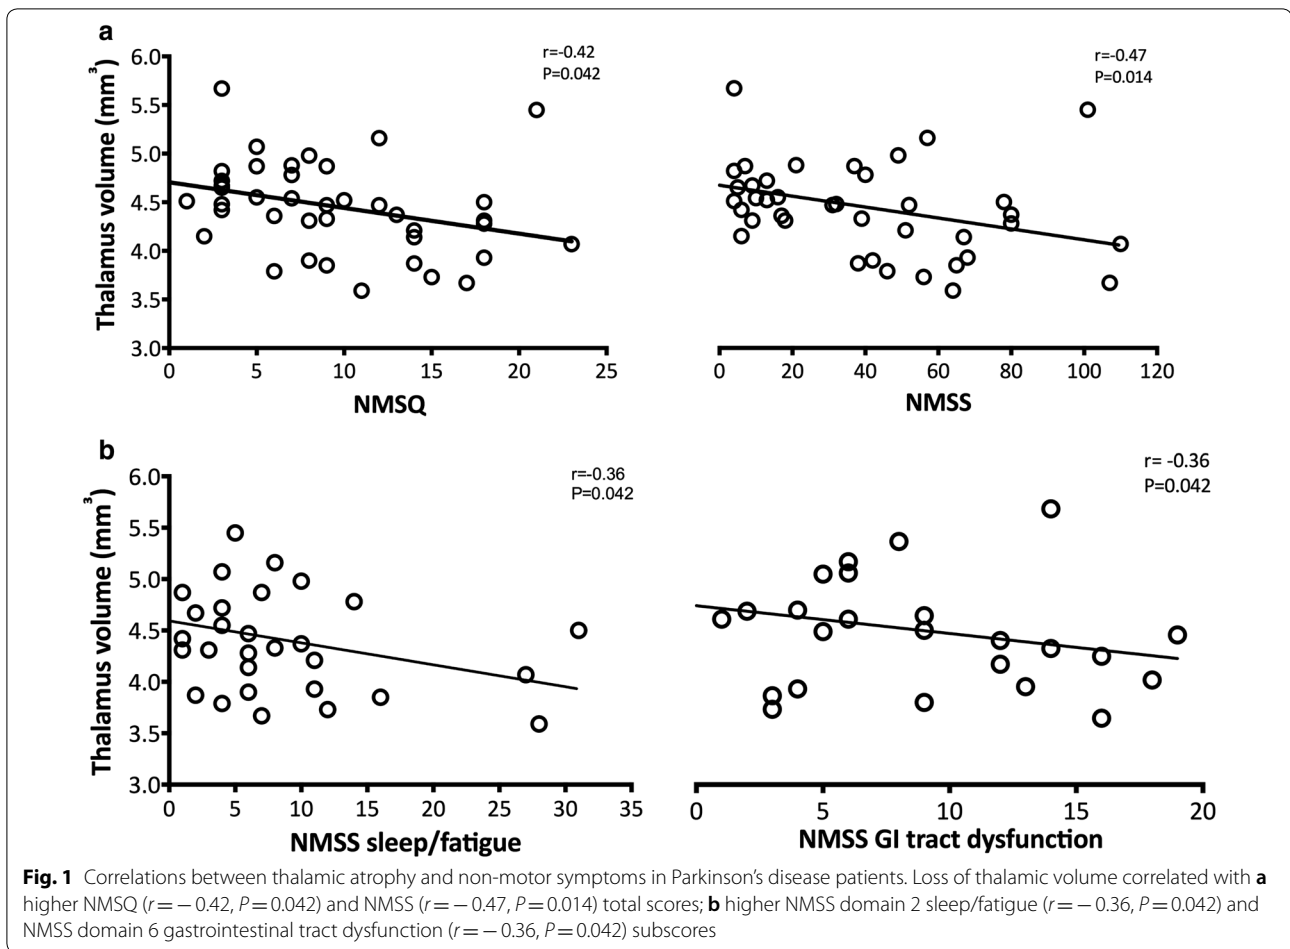 a
r=-0.42
P=0.042
Thalamus volume (mm³)
6.0
5.5
5.0
4.5
4.0
3.5
3.0
0 5 10 15 20 25
NMSQ
r=-0.47
P=0.014
0 20 40 60 80 100 120
NMSS
b
r=-0.36
P=0.042
Thalamus volume (mm³)
6.0
5.5
5.0
4.5
4.0
3.5
3.0
0 5 10 15 20 25 30 35
NMSS sleep/fatigue
r= -0.36
P=0.042
0 5 10 15 20
NMSS GI tract dysfunction
Fig. 1 Correlations between thalamic atrophy and non-motor symptoms in Parkinson's disease patients. Loss of thalamic volume correlated with a
higher NMSQ (r = − 0.42, P = 0.042) and NMSS (r = − 0.47, P = 0.014) total scores; b higher NMSS domain 2 sleep/fatigue (r = − 0.36, P = 0.042) and
NMSS domain 6 gastrointestinal tract dysfunction (r = − 0.36, P = 0.042) subscores